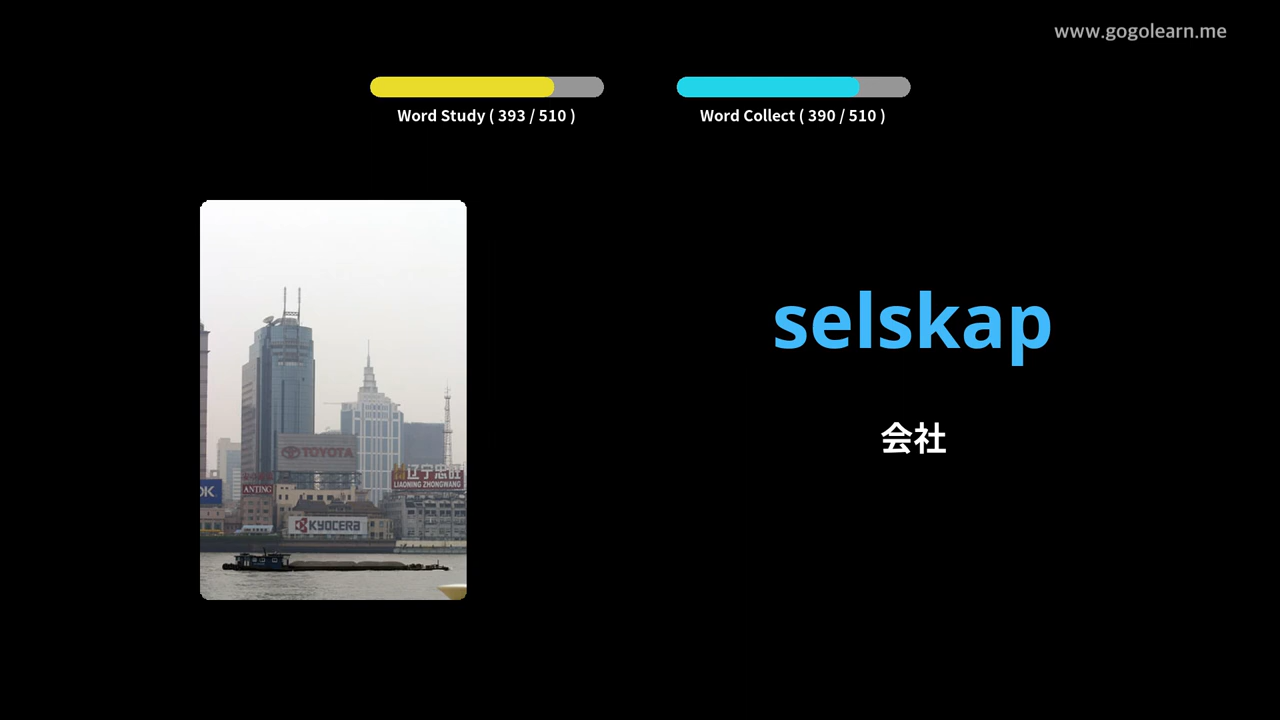 www.gogolearn.me
Word Study ( 393 / 510 )
Word Collect ( 390 / 510 )
selskap
会社
TOYOTA
辽宁忠旺
LIAONING ZHONGWANG
OK
ANTING
KYOCERA